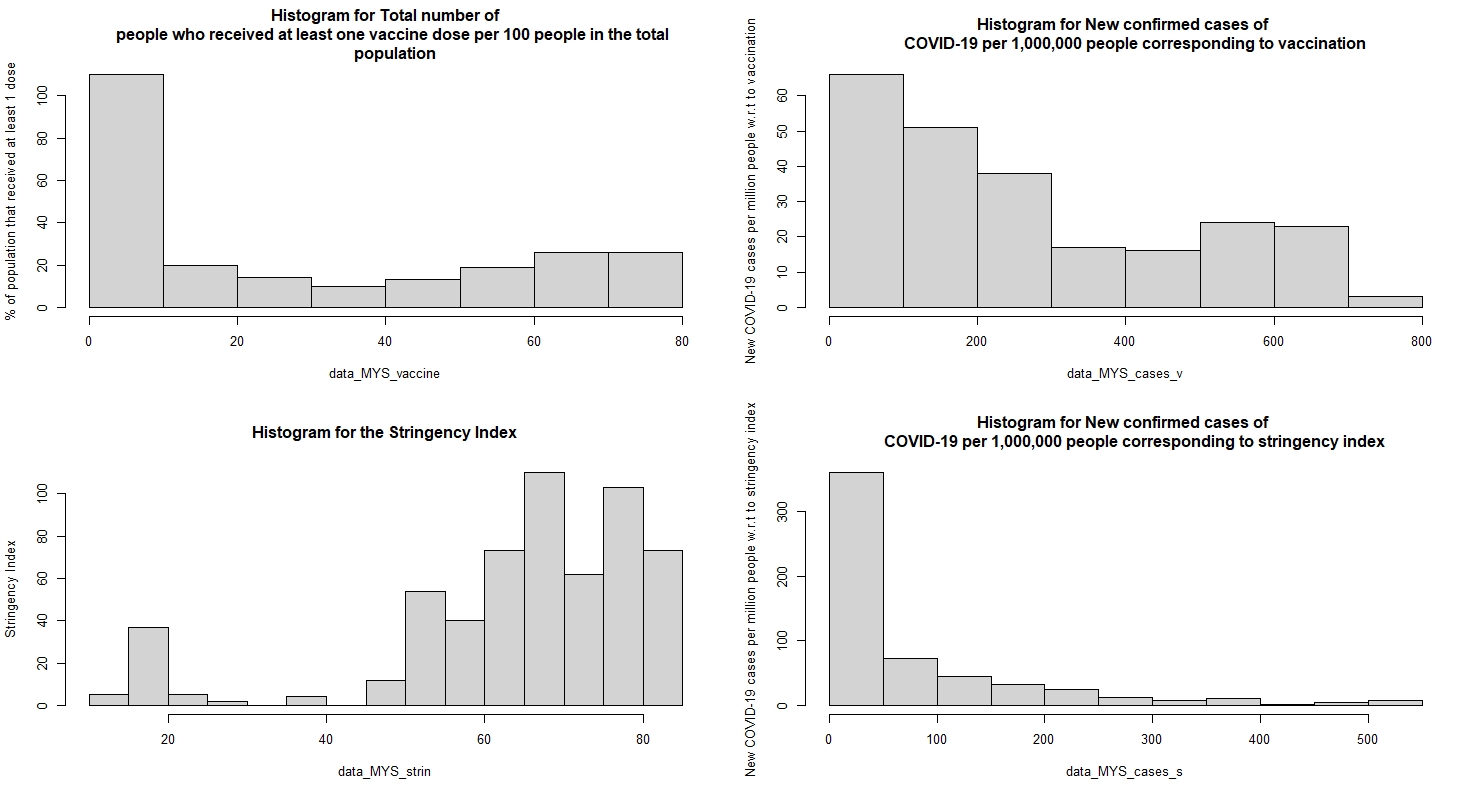 Histogram for Total number of
people who received at least one vaccine dose per 100 people in the total
population
% of population that received at least 1 dose
0 20 40 60 80 100
0 20 40 60 80
data_MYS_vaccine
Histogram for New confirmed cases of
COVID-19 per 1,000,000 people corresponding to vaccination
New COVID-19 cases per million people w.r.t to vaccination
0 10 20 30 40 50 60
0 200 400 600 800
data_MYS_cases_v
Histogram for the Stringency Index
Stringency Index
0 20 40 60 80 100
20 40 60 80
data_MYS_strin
Histogram for New confirmed cases of
COVID-19 per 1,000,000 people corresponding to stringency index
New COVID-19 cases per million people w.r.t to stringency index
0 100 200 300
0 100 200 300 400 500
data_MYS_cases_s